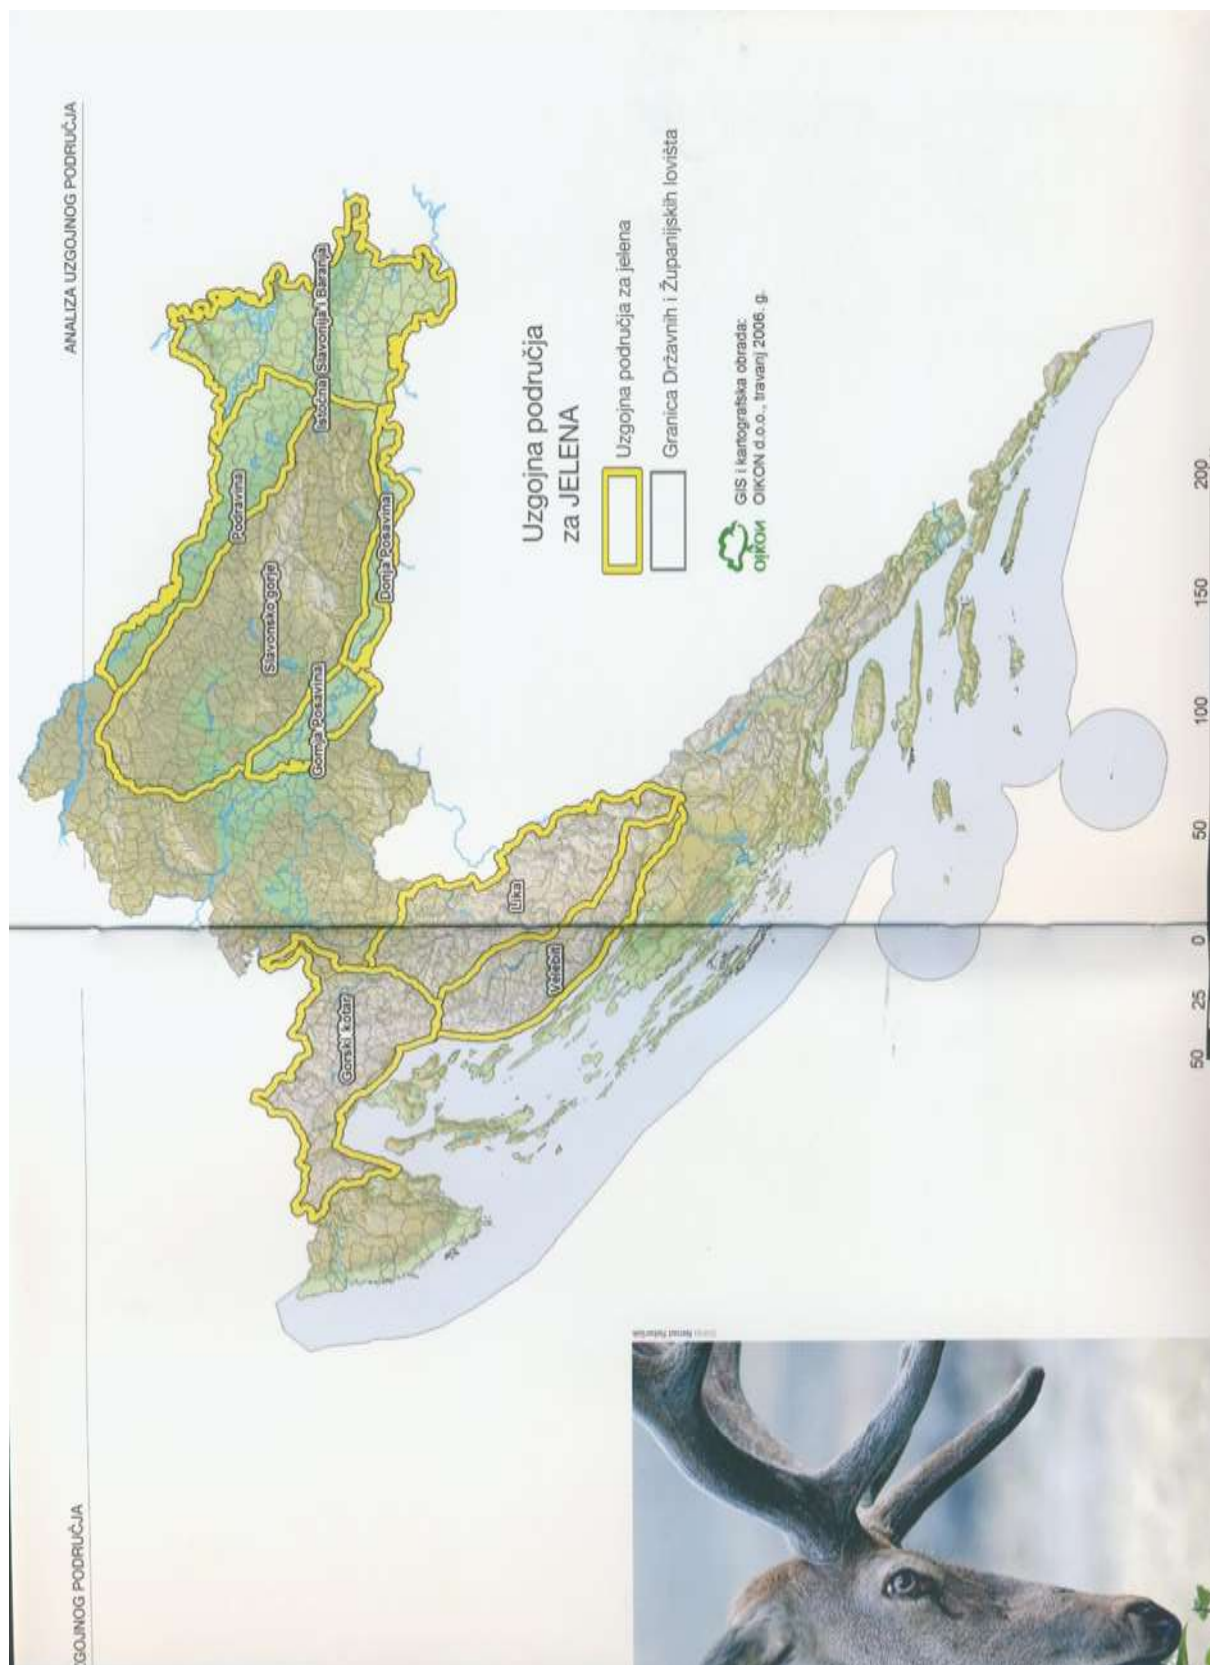 ZGOJNOG PODRUČJA
ANALIZA UZGOJNOG PODRUČJA
Gorski kotar
Lika
Velebit
Gornja Posavina
Slavonsko gorje
Podravina
Donja Posavina
Istočna Slavonija i Baranja
Uzgojna područja
za JELENA
Uzgojna područja za jelena
Granica Državnih i Županijskih lovišta
OIKON
GIS i kartografska obrada:
OIKON d.o.o., travanj 2006. g.
50 25 0 50 100 150 200